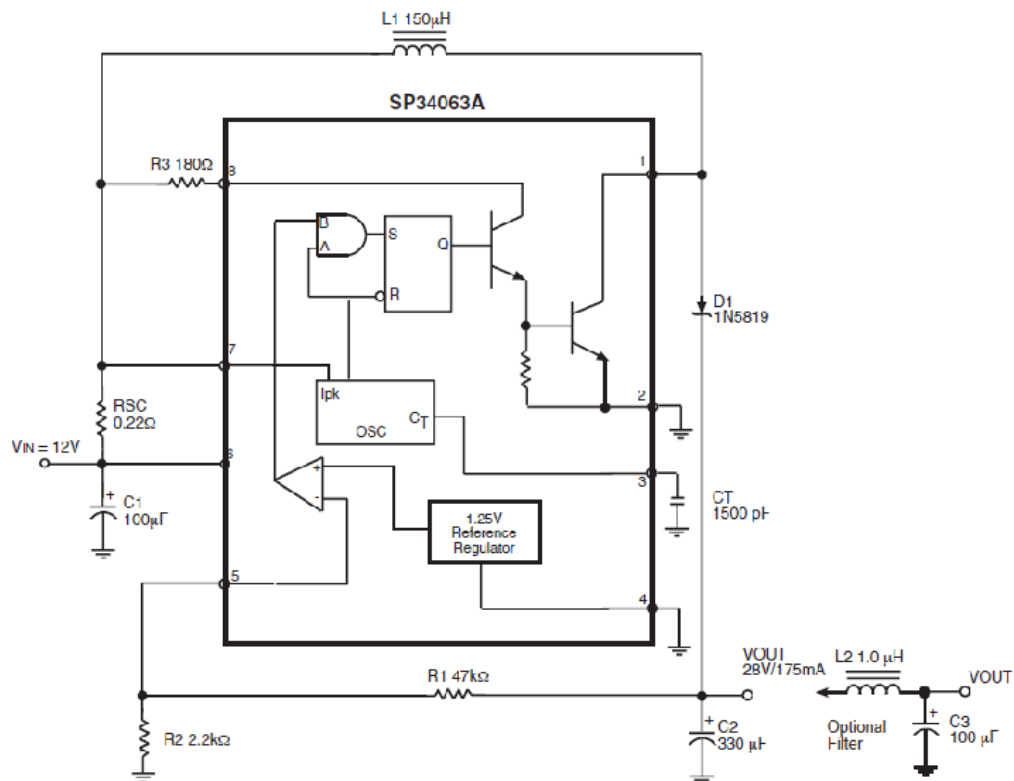 L1 150µH
SP34063A
R3 180Ω
8
1
B
A
S
Q
R
D1
1N5819
7
Ipk
CT
OSC
2
RSC
0.22Ω
VIN = 12V
6
3
+
-
C1
100µF
+
CT
1500 pF
1.25V
Reference
Regulator
5
4
VOUT
28V/175mA
L2 1.0 µH
VOUT
R1 47kΩ
R2 2.2kΩ
+
C2
330 µF
Optional
Filter
+
C3
100 µF